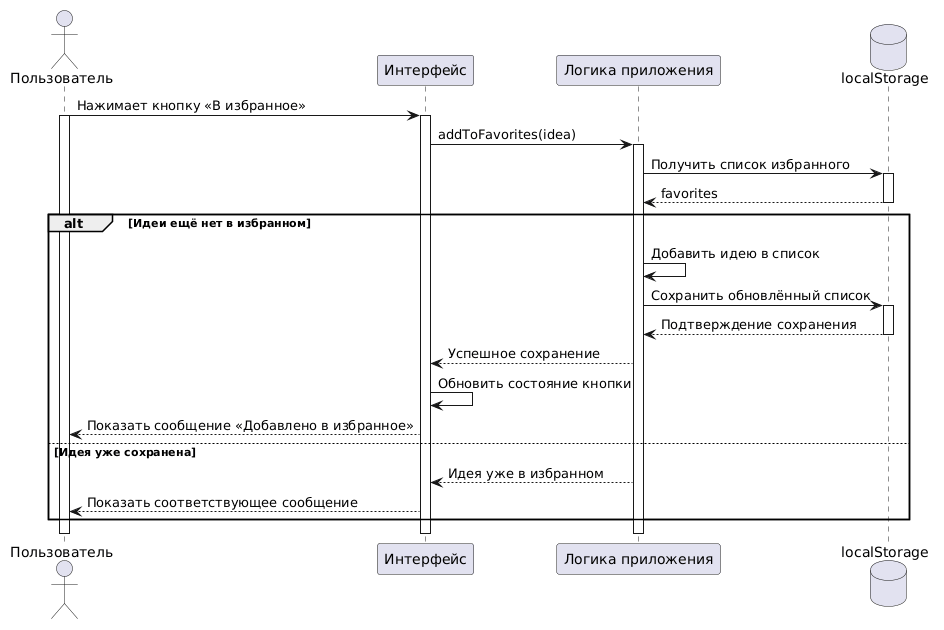 Пользователь
Интерфейс
Логика приложения
localStorage
Нажимает кнопку «В избранное»
addToFavorites(idea)
Получить список избранного
favorites
alt
[Идеи ещё нет в избранном]
Добавить идею в список
Сохранить обновлённый список
Подтверждение сохранения
Успешное сохранение
Обновить состояние кнопки
Показать сообщение «Добавлено в избранное»
[Идея уже сохранена]
Идея уже в избранном
Показать соответствующее сообщение
Пользователь
Интерфейс
Логика приложения
localStorage